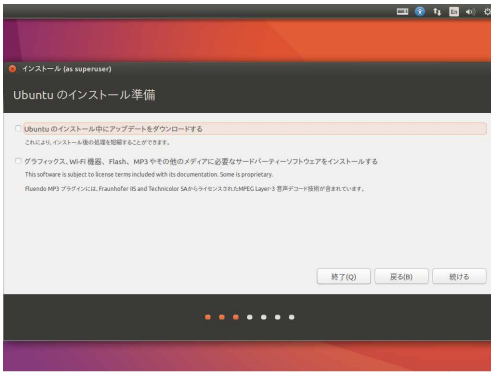 En
インストール (as superuser)
Ubuntu のインストール準備
Ubuntu のインストール中にアップデートをダウンロードする
これにより、インストール後の処理を短縮することができます。
グラフィックス、Wi-Fi 機器、Flash、MP3 やその他のメディアに必要なサードパーティーソフトウェアをインストールする
This software is subject to license terms included with its documentation. Some is proprietary.
Fluendo MP3 プラグインには、Fraunhofer IIS and Technicolor SAからライセンスされたMPEG Layer-3 音声デコード技術が含まれています。
終了(Q) 戻る(B) 続ける